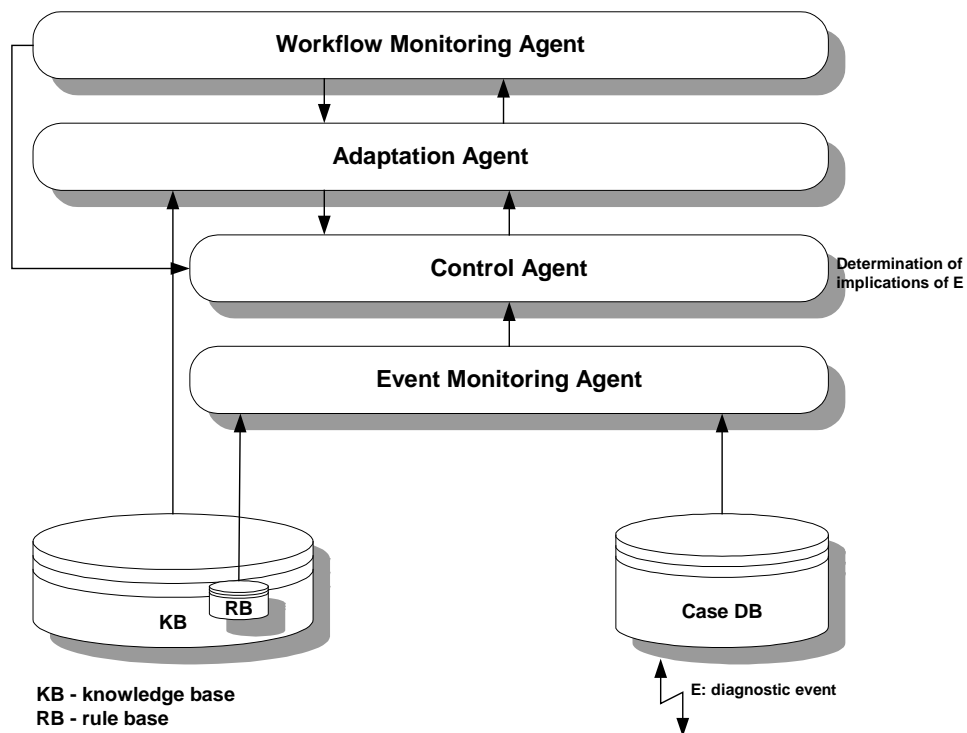 Workflow Monitoring Agent
Adaptation Agent
Control Agent
Determination of
implications of E
Event Monitoring Agent
RB
KB
Case DB
E: diagnostic event
KB - knowledge base
RB - rule base